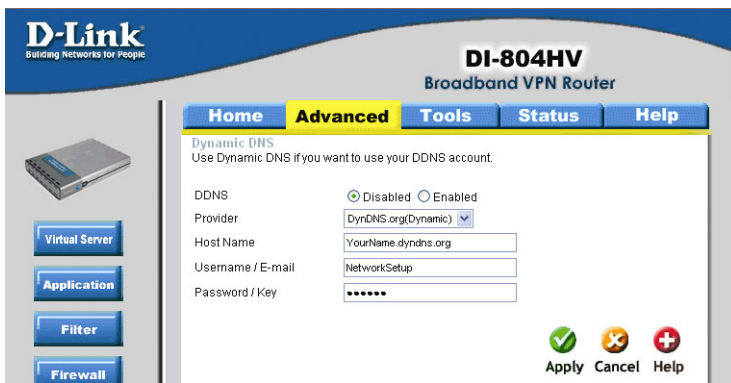 D-Link
Building Networks for People
DI-804HV
Broadband VPN Router
Home Advanced Tools Status Help
Dynamic DNS
Use Dynamic DNS if you want to use your DDNS account.
DDNS Disabled Enabled
Provider DynDNS.org(Dynamic)
Host Name YourName.dyndns.org
Username / E-mail NetworkSetup
Password / Key ••••••
Virtual Server
Application
Filter
Firewall
Apply Cancel Help